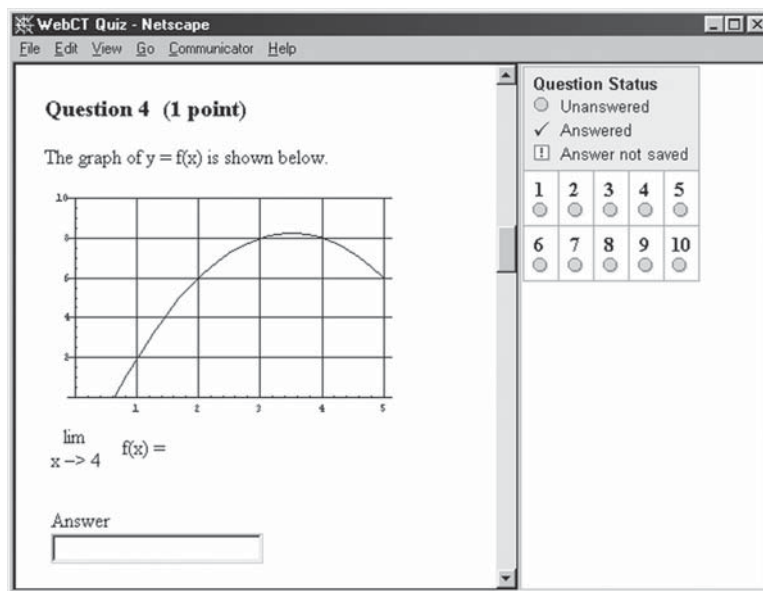 WebCT Quiz - Netscape
File Edit View Go Communicator Help
Question 4 (1 point)
The graph of y = f(x) is shown below.
10
8
6
4
2
1 2 3 4 5
lim
x -> 4 f(x) =
Answer
Question Status
Unanswered
✓ Answered
! Answer not saved
1 2 3 4 5
6 7 8 9 10